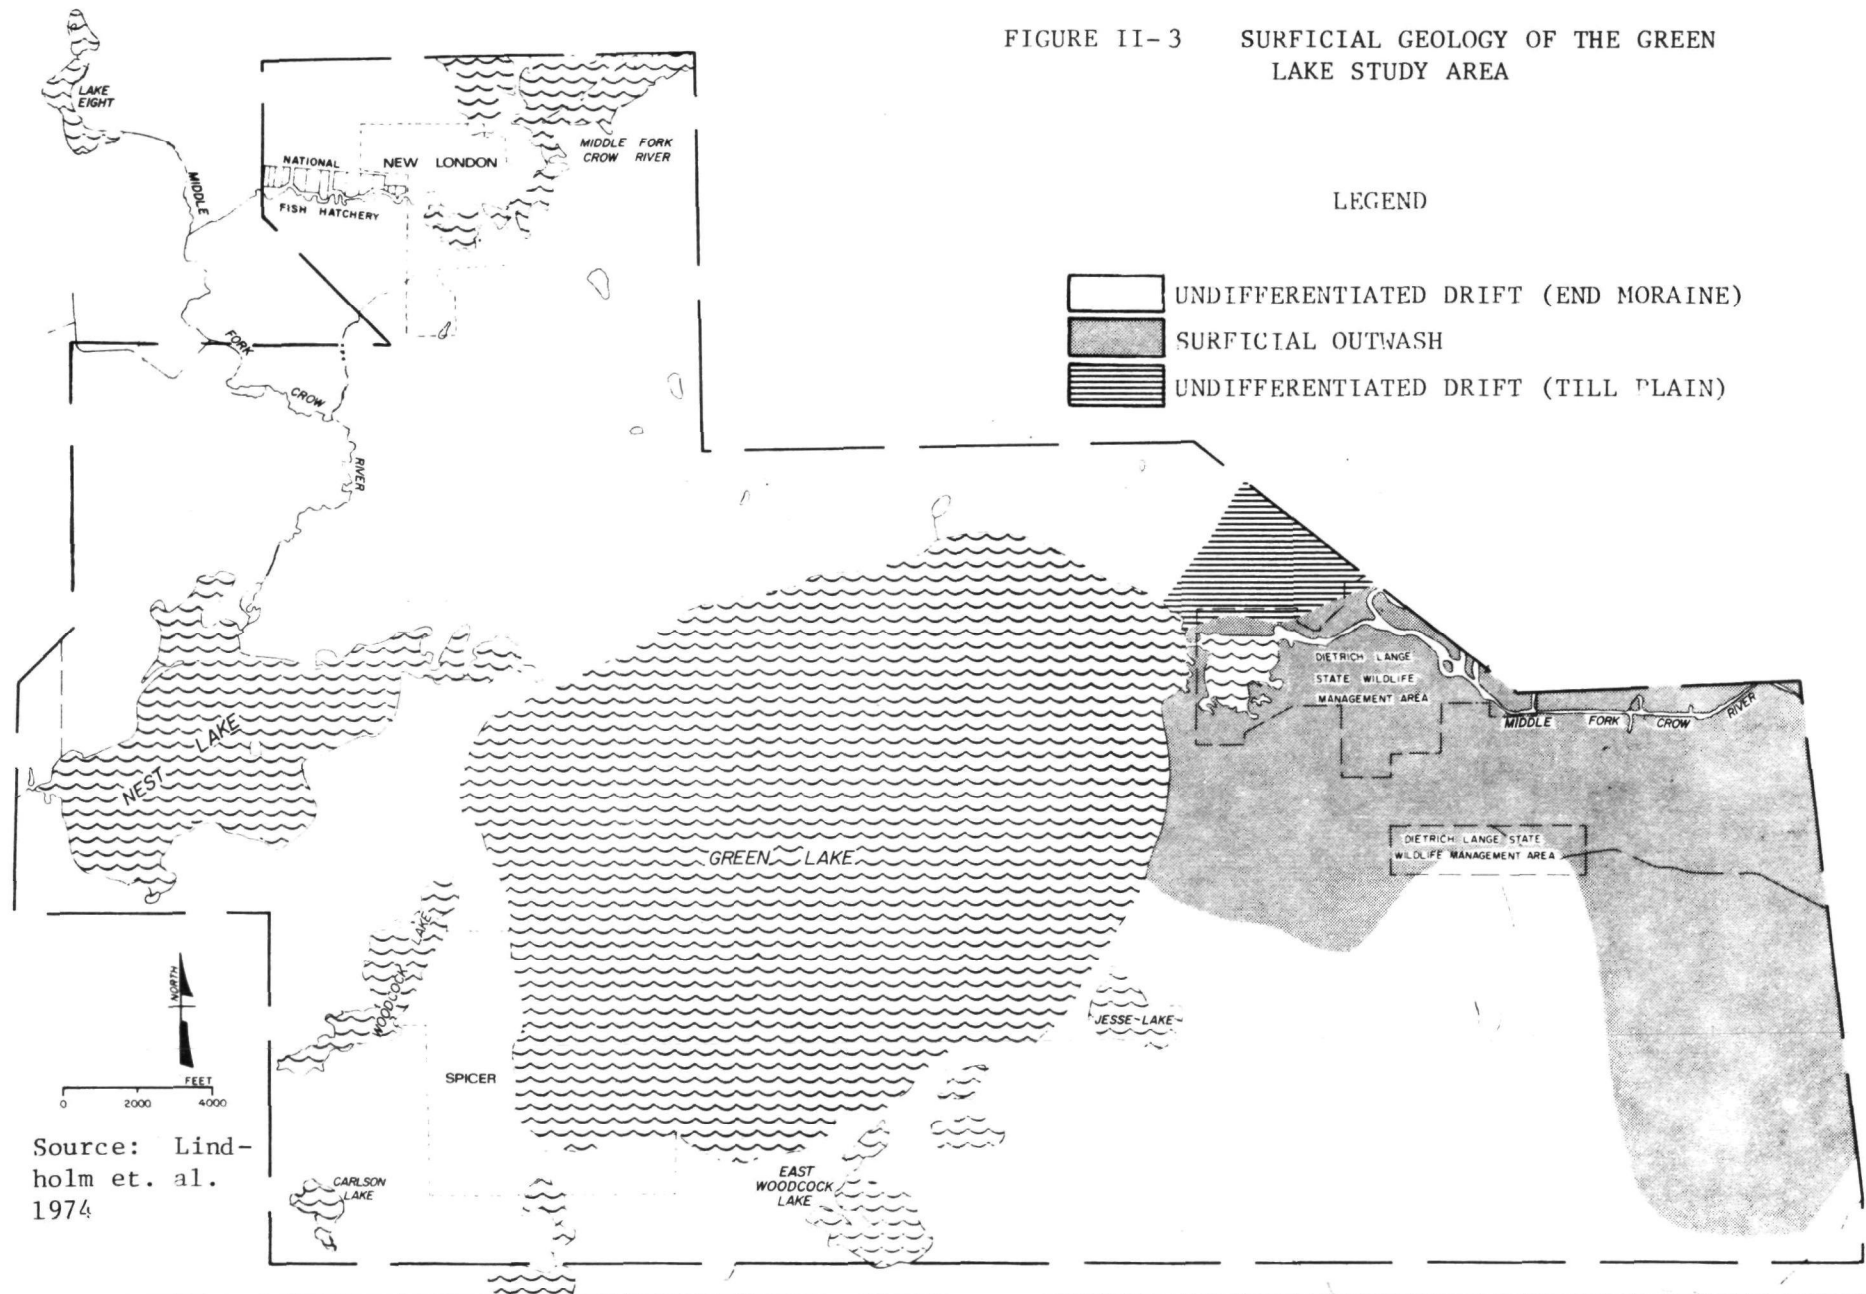 FIGURE II-3 SURFICIAL GEOLOGY OF THE GREEN
LAKE STUDY AREA
LEGEND
UNDIFFERENTIATED DRIFT (END MORAINE)
SURFICIAL OUTWASH
UNDIFFERENTIATED DRIFT (TILL PLAIN)
LAKE
EIGHT
MIDDLE
FORK
CROW
RIVER
NATIONAL
FISH HATCHERY
NEW LONDON
MIDDLE FORK
CROW RIVER
NEST LAKE
GREEN LAKE
DIETRICH LANGE
STATE WILDLIFE
MANAGEMENT AREA
MIDDLE FORK CROW RIVER
DIETRICH LANGE STATE
WILDLIFE MANAGEMENT AREA
WOODCOCK LAKE
JESSE LAKE
SPICER
EAST
WOODCOCK
LAKE
CARLSON
LAKE
NORTH
FEET
0 2000 4000
Source: Lind-
holm et. al.
1974